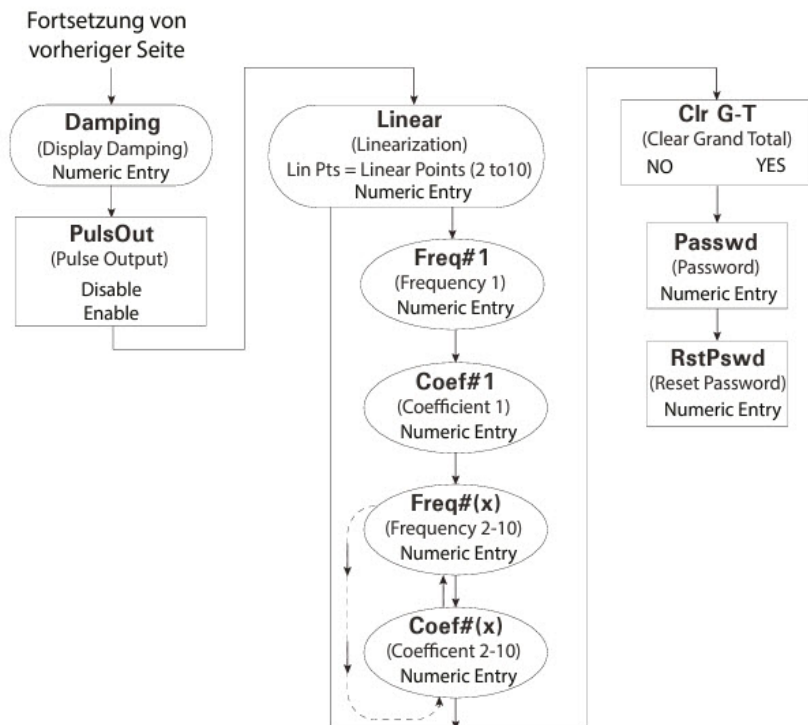 Fortsetzung von
vorheriger Seite
Damping
(Display Damping)
Numeric Entry
PulsOut
(Pulse Output)
Disable
Enable
Linear
(Linearization)
Lin Pts = Linear Points (2 to10)
Numeric Entry
Freq#1
(Frequency 1)
Numeric Entry
Coef#1
(Coefficient 1)
Numeric Entry
Freq#(x)
(Frequency 2-10)
Numeric Entry
Coef#(x)
(Coefficent 2-10)
Numeric Entry
Clr G-T
(Clear Grand Total)
NO YES
Passwd
(Password)
Numeric Entry
RstPswd
(Reset Password)
Numeric Entry